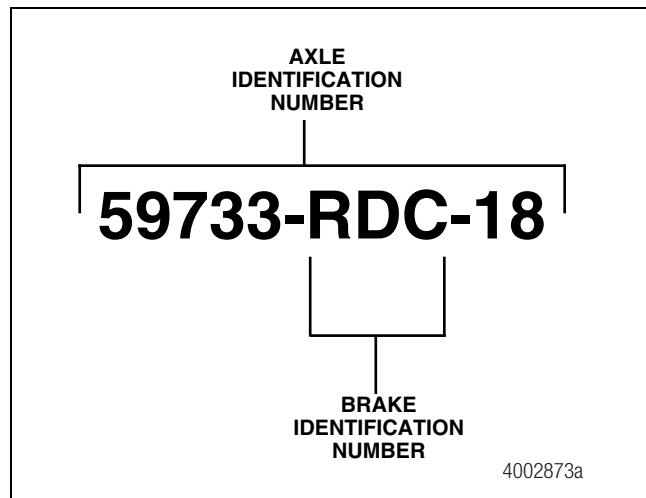 AXLE
IDENTIFICATION
NUMBER
59733-RDC-18
BRAKE
IDENTIFICATION
NUMBER
4002873a